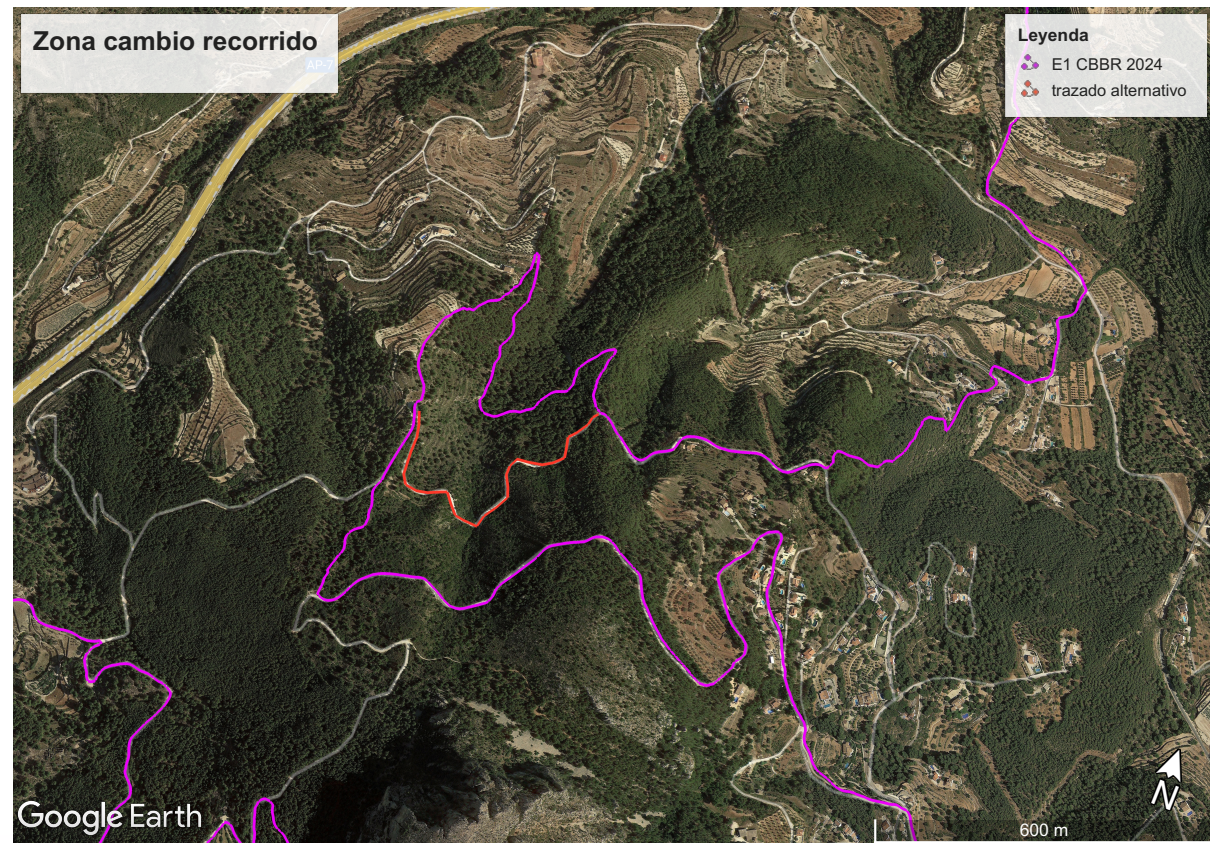 Zona cambio recorrido
AP-7
Leyenda
E1 CBBR 2024
trazado alternativo
Google Earth
N
600 m